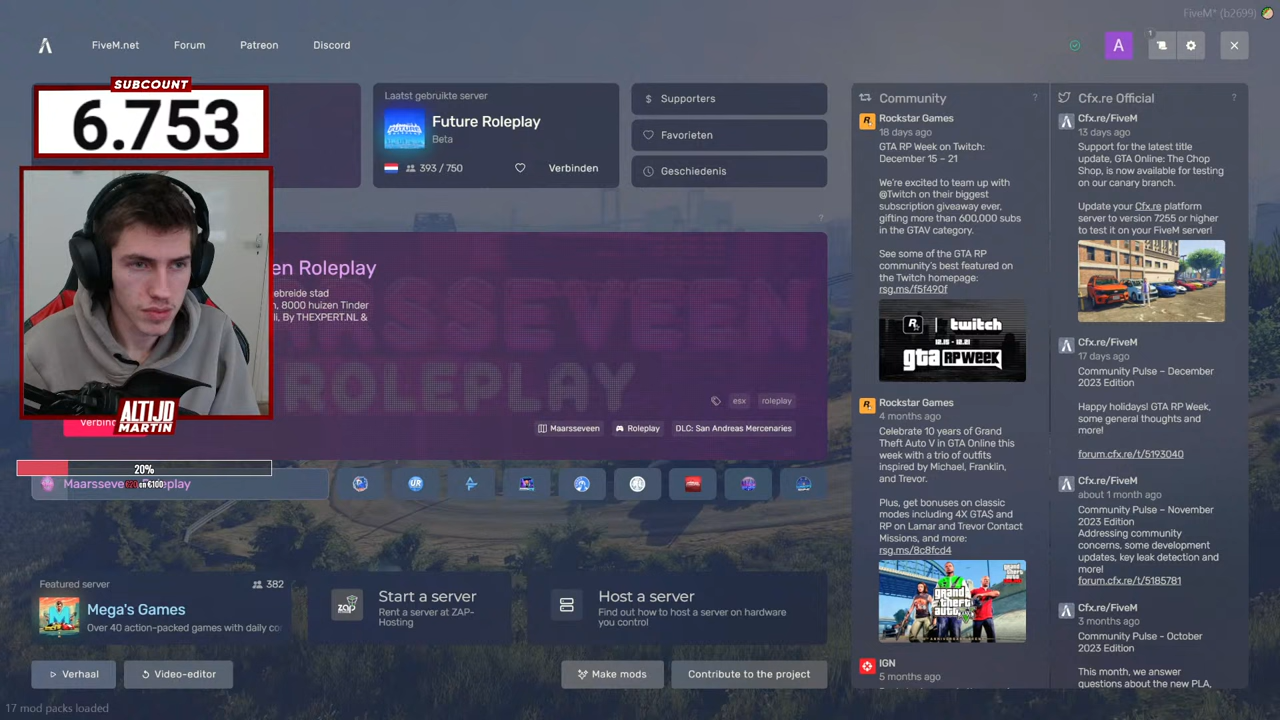 FiveM* (b2699)
FiveM.net
Forum
Patreon
Discord
A
1
SUBCOUNT
6.753
Laatst gebruikte server
Future Roleplay
Beta
393 / 750
Verbinden
Supporters
Favorieten
Geschiedenis
?
en Roleplay
ebreide stad
n, 8000 huizen Tinder
li, By THEXPERT.NL &
ROLEPLAY
esx
roleplay
Maarsseveen
Roleplay
DLC: San Andreas Mercenaries
ALTIJD
MARTIN
20%
Featured server
382
Mega's Games
Over 40 action-packed games with daily co
Start a server
Rent a server at ZAP-
Hosting
ZAP
Host a server
Find out how to host a server on hardware
you control
Verhaal
Video-editor
Make mods
Contribute to the project
17 mod packs loaded
Community
?
Rockstar Games
18 days ago
GTA RP Week on Twitch:
December 15 – 21
We're excited to team up with
@Twitch on their biggest
subscription giveaway ever,
gifting more than 600,000 subs
in the GTAV category.
See some of the GTA RP
community's best featured
on the Twitch homepage:
rsg.ms/f5f490f
twitch
12.15 - 12.21
gta RP WEEK
Rockstar Games
4 months ago
Celebrate 10 years of Grand
Theft Auto V in GTA Online this
week with a trio of outfits
inspired by Michael, Franklin,
and Trevor.
Plus, get bonuses on classic
modes including 4X GTA$ and
RP on Lamar and Trevor Contact
Missions, and more:
rsg.ms/8c8fcd4
grand
theft
auto
IGN
5 months ago
Cfx.re Official
?
Cfx.re/FiveM
13 days ago
Support for the latest title
update, GTA Online: The Chop
Shop, is now available for testing
on our canary branch.
Update your Cfx.re platform
server to version 7255 or higher
to test it on your FiveM server!
Cfx.re/FiveM
17 days ago
Community Pulse – December
2023 Edition
Happy holidays! GTA RP Week,
some general thoughts and
more!
forum.cfx.re/t/5193040
Cfx.re/FiveM
about 1 month ago
Community Pulse – November
2023 Edition
Addressing community
concerns, some development
updates, key leak detection and
more!
forum.cfx.re/t/5185781
Cfx.re/FiveM
3 months ago
Community Pulse - October
2023 Edition
This month, we answer
questions about the new PLA,